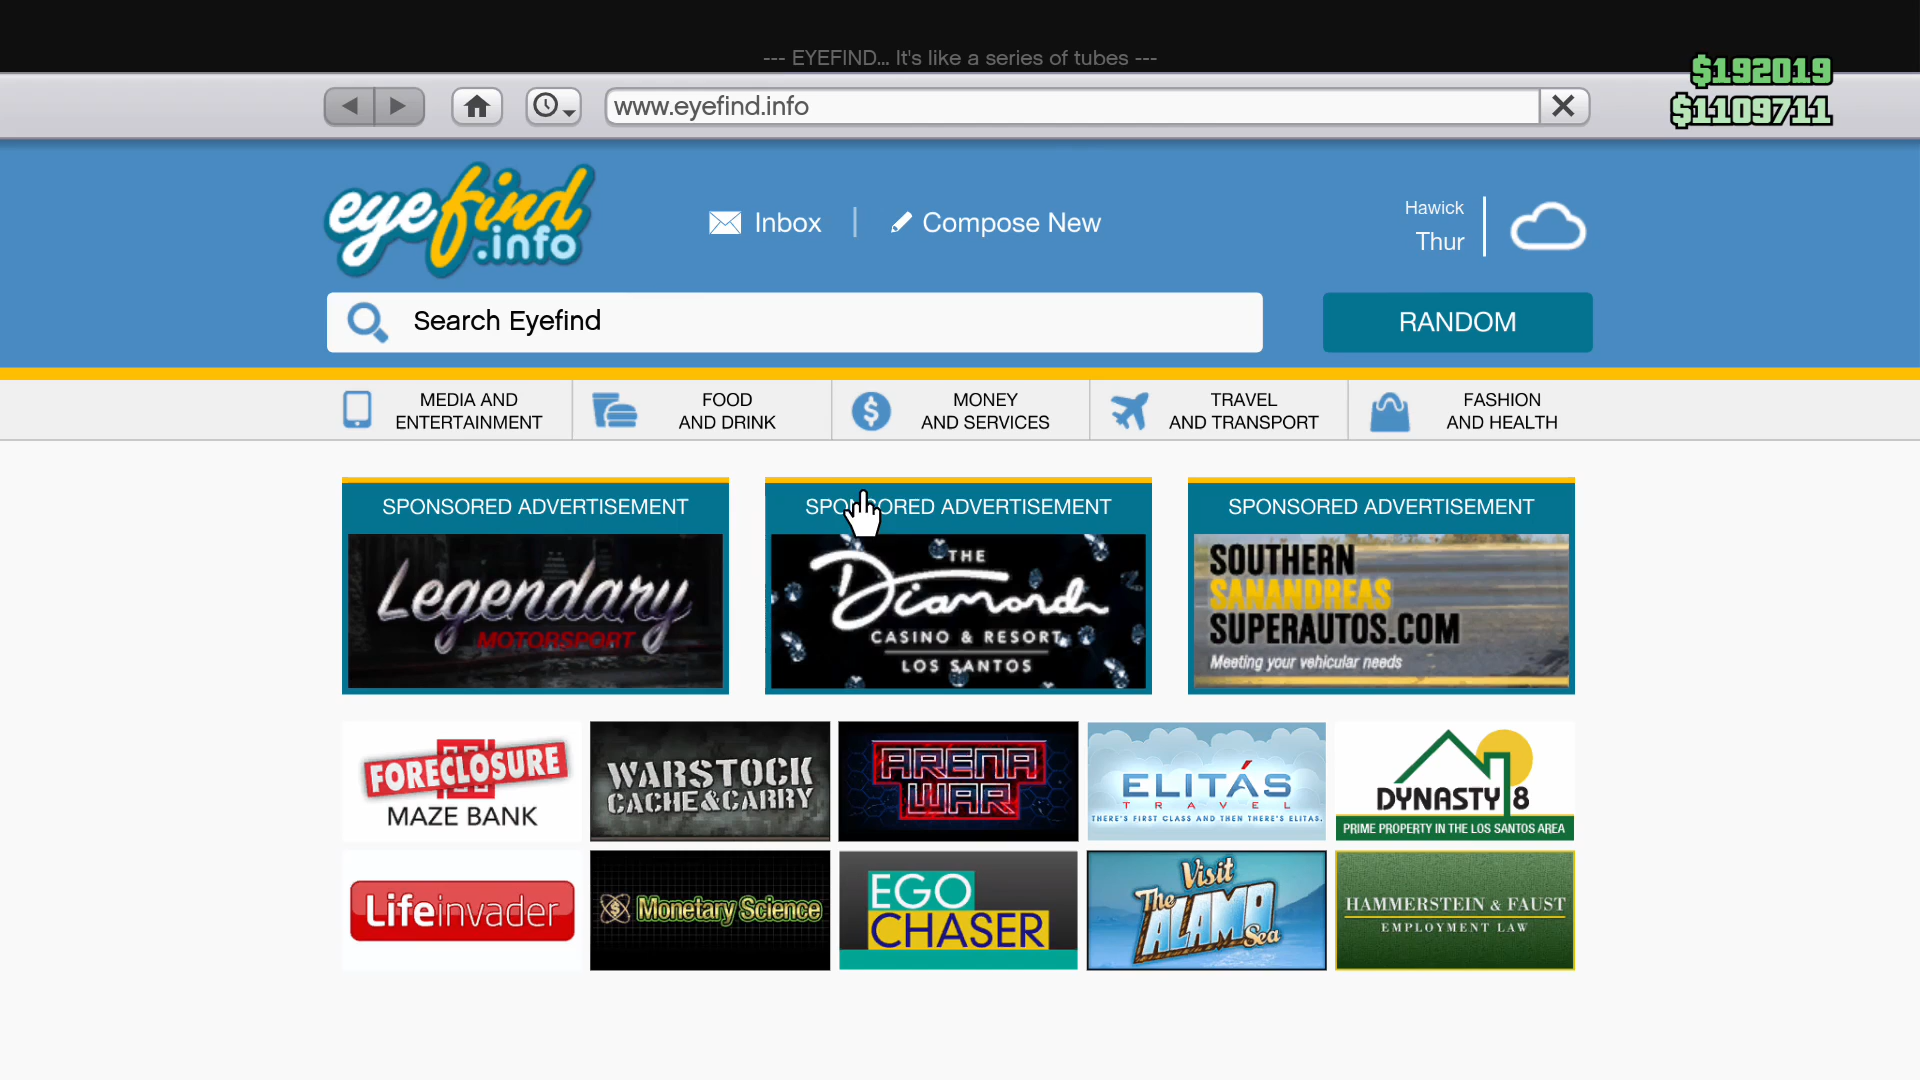 --- EYEFIND... It's like a series of tubes ---
$192019
$1109711
www.eyefind.info
eyefind
.info
Inbox
Compose New
Hawick
Thur
Search Eyefind
RANDOM
MEDIA AND
ENTERTAINMENT
FOOD
AND DRINK
MONEY
AND SERVICES
TRAVEL
AND TRANSPORT
FASHION
AND HEALTH
SPONSORED ADVERTISEMENT
Legendary
MOTORSPORT
SPONSORED ADVERTISEMENT
THE
Diamond
CASINO & RESORT
LOS SANTOS
SPONSORED ADVERTISEMENT
SOUTHERN
SANANDREAS
SUPERAUTOS.COM
Meeting your vehicular needs
FORECLOSURE
MAZE BANK
WARSTOCK
CACHE&CARRY
ARENA
WAR
ELITÁS
TRAVEL
THERE'S FIRST CLASS AND THEN THERE'S ELITAS.
DYNASTY 8
PRIME PROPERTY IN THE LOS SANTOS AREA
Lifeinvader
Monetary Science
EGO
CHASER
Visit
The
ALAMO
Sea
HAMMERSTEIN & FAUST
EMPLOYMENT LAW